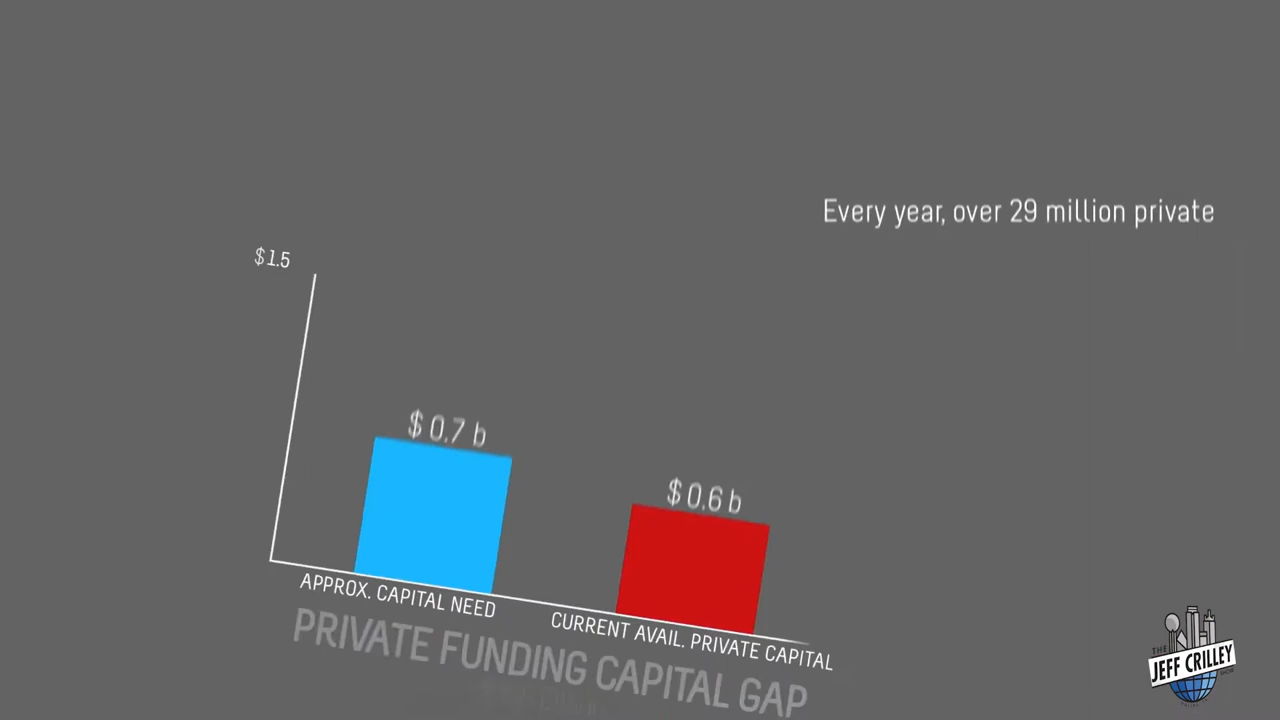 Every year, over 29 million private
$1.5
$0.7 b
$0.6 b
APPROX. CAPITAL NEED
CURRENT AVAIL. PRIVATE CAPITAL
PRIVATE FUNDING CAPITAL GAP
THE
JEFF CRILLEY